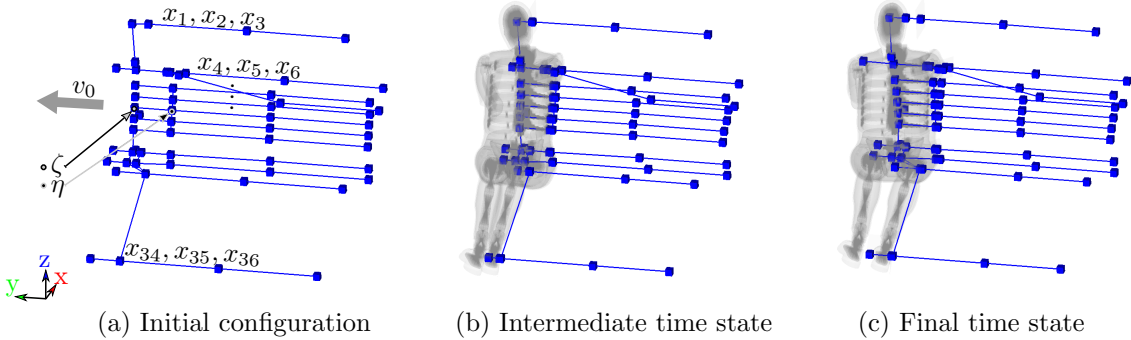 x₁, x₂, x₃
x₄, x₅, x₆
⋮
v₀
∘ ζ
* η
x₃₄, x₃₅, x₃₆
z
x
y
(a) Initial configuration
(b) Intermediate time state
(c) Final time state